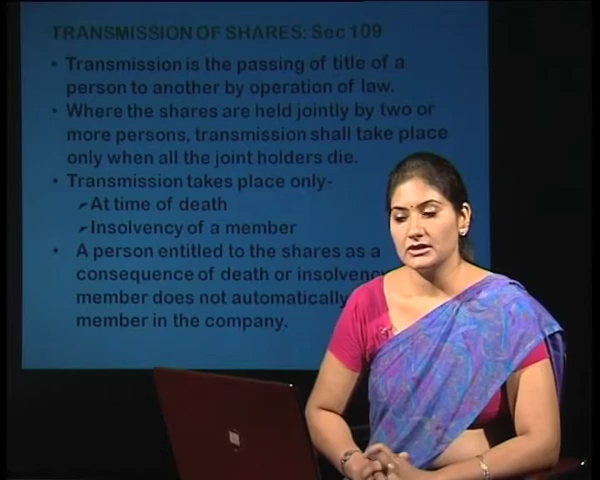 TRANSMISSION OF SHARES: Sec 109
• Transmission is the passing of title of a
person to another by operation of law.
• Where the shares are held jointly by two or
more persons, transmission shall take place
only when all the joint holders die.
• Transmission takes place only-
At time of death
Insolvency of a member
• A person entitled to the shares as a
consequence of death or
member does not automatically
member in the company.